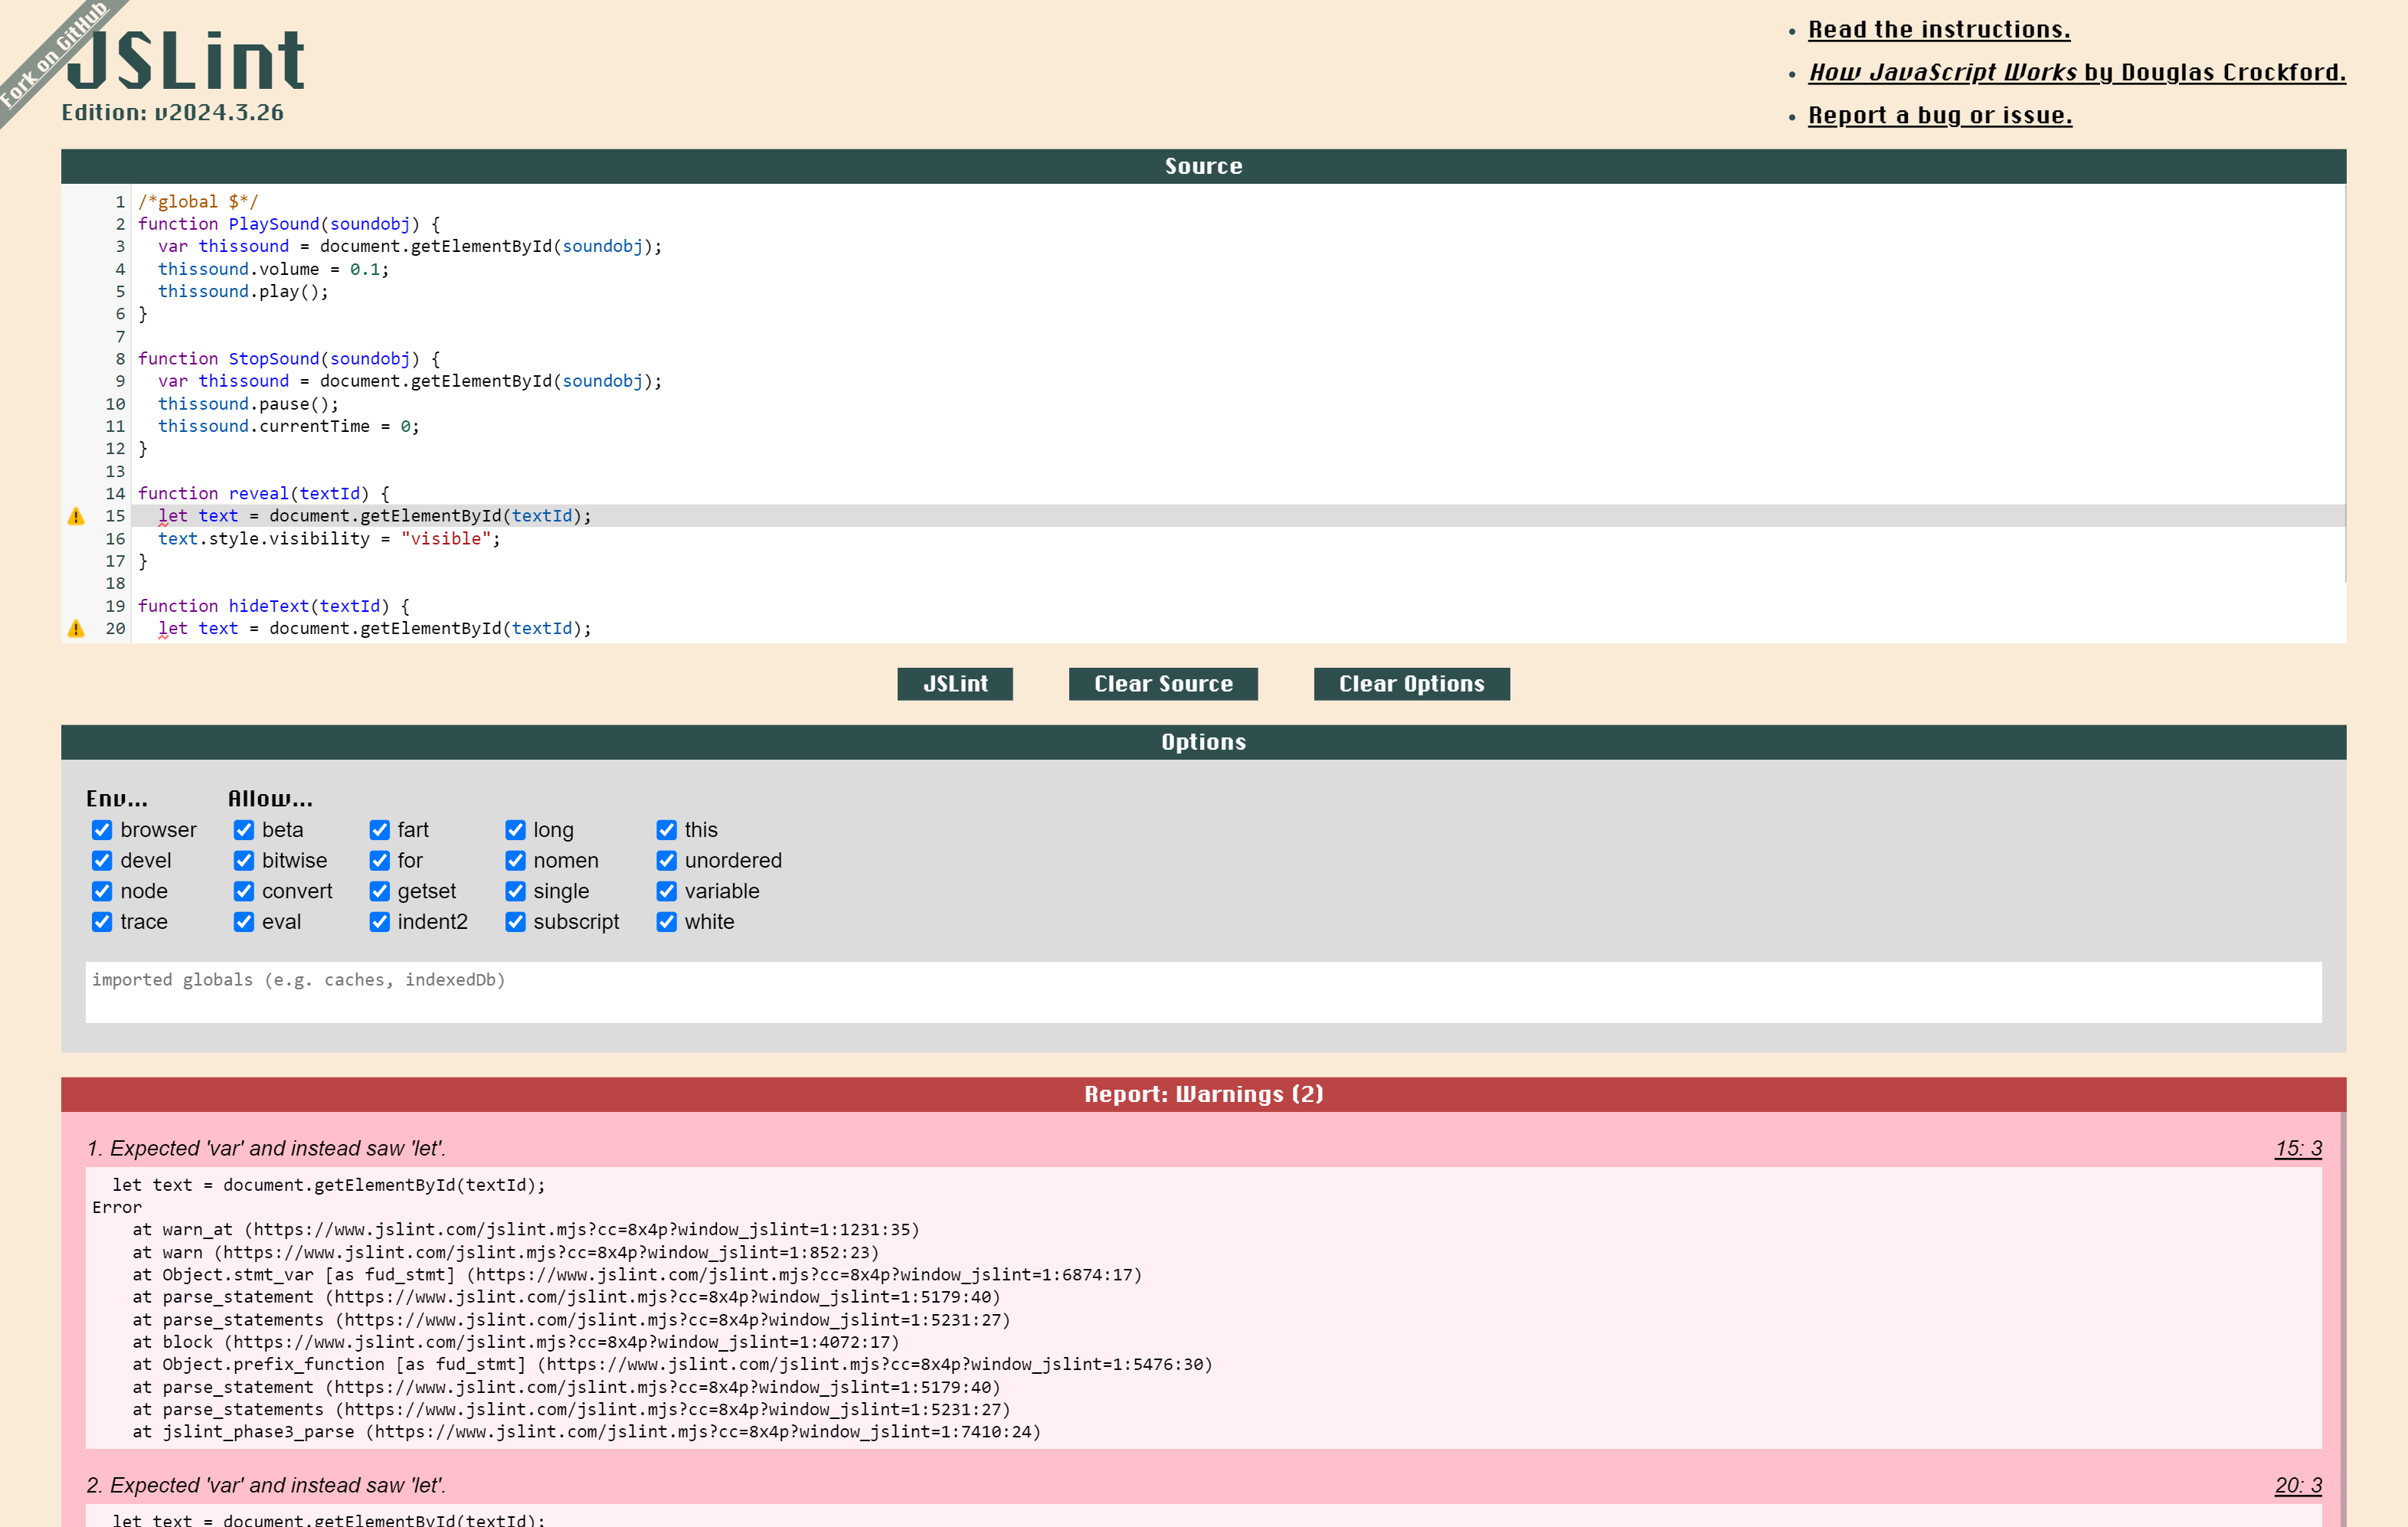 Fork on GitHub
JSLint
Edition: v2024.3.26
Read the instructions.
How JavaScript Works by Douglas Crockford.
Report a bug or issue.
Source
1 /*global $*/
2 function PlaySound(soundobj) {
3   var thissound = document.getElementById(soundobj);
4   thissound.volume = 0.1;
5   thissound.play();
6 }
7
8 function StopSound(soundobj) {
9   var thissound = document.getElementById(soundobj);
10   thissound.pause();
11   thissound.currentTime = 0;
12 }
13
14 function reveal(textId) {
15   let text = document.getElementById(textId);
16   text.style.visibility = "visible";
17 }
18
19 function hideText(textId) {
20   let text = document.getElementById(textId);
JSLint Clear Source Clear Options
Options
Env... Allow...
browser beta fart long this
devel bitwise for nomen unordered
node convert getset single variable
trace eval indent2 subscript white
imported globals (e.g. caches, indexedDb)
Report: Warnings (2)
1. Expected 'var' and instead saw 'let'. 15: 3
  let text = document.getElementById(textId);
Error
    at warn_at (https://www.jslint.com/jslint.mjs?cc=8x4p?window_jslint=1:1231:35)
    at warn (https://www.jslint.com/jslint.mjs?cc=8x4p?window_jslint=1:852:23)
    at Object.stmt_var [as fud_stmt] (https://www.jslint.com/jslint.mjs?cc=8x4p?window_jslint=1:6874:17)
    at parse_statement (https://www.jslint.com/jslint.mjs?cc=8x4p?window_jslint=1:5179:40)
    at parse_statements (https://www.jslint.com/jslint.mjs?cc=8x4p?window_jslint=1:5231:27)
    at block (https://www.jslint.com/jslint.mjs?cc=8x4p?window_jslint=1:4072:17)
    at Object.prefix_function [as fud_stmt] (https://www.jslint.com/jslint.mjs?cc=8x4p?window_jslint=1:5476:30)
    at parse_statement (https://www.jslint.com/jslint.mjs?cc=8x4p?window_jslint=1:5179:40)
    at parse_statements (https://www.jslint.com/jslint.mjs?cc=8x4p?window_jslint=1:5231:27)
    at jslint_phase3_parse (https://www.jslint.com/jslint.mjs?cc=8x4p?window_jslint=1:7410:24)
2. Expected 'var' and instead saw 'let'. 20: 3
  let text = document.getElementById(textId);